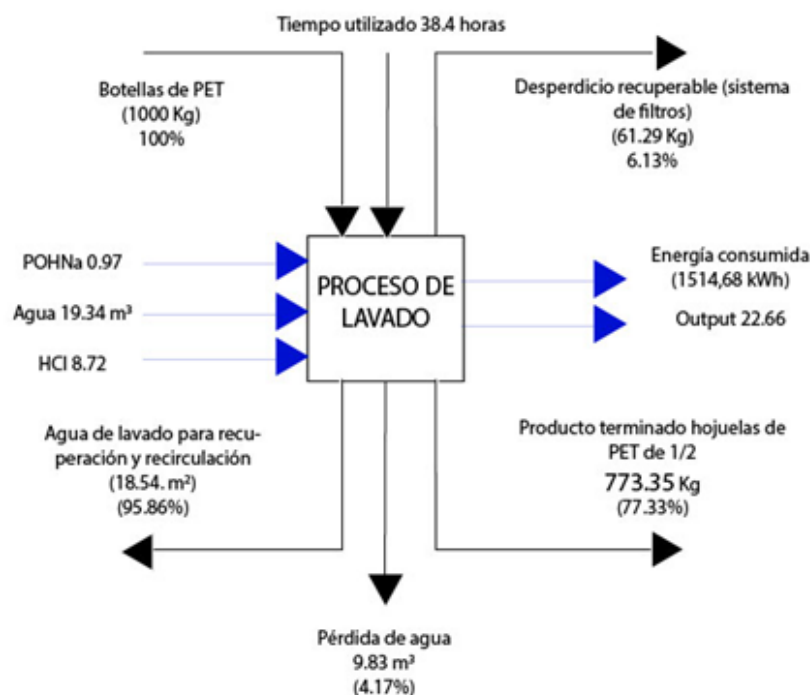 Tiempo utilizado 38.4 horas
Botellas de PET
(1000 Kg)
100%
Desperdicio recuperable (sistema
de filtros)
(61.29 Kg)
6.13%
POHNa 0.97
Agua 19.34 m³
HCI 8.72
PROCESO DE
LAVADO
Energía consumida
(1514,68 kWh)
Output 22.66
Agua de lavado para recu-
peración y recirculación
(18.54. m²)
(95.86%)
Producto terminado hojuelas de
PET de 1/2
773.35 Kg
(77.33%)
Pérdida de agua
9.83 m³
(4.17%)